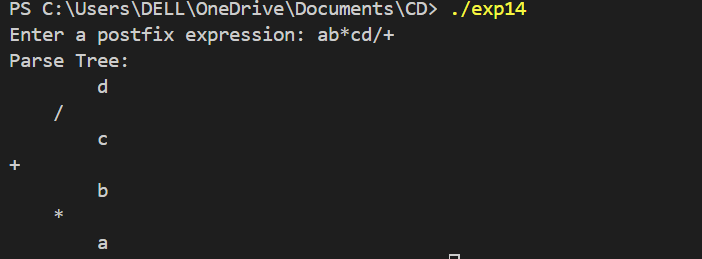 PS C:\Users\DELL\OneDrive\Documents\CD> ./exp14
Enter a postfix expression: ab*cd/+
Parse Tree:
        d
    /
        c
+
        b
    *
        a